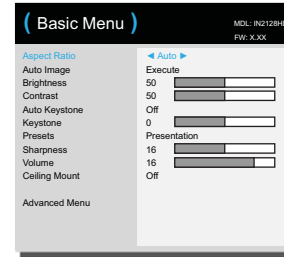 ( Basic Menu )
MDL: IN2128H
FW: X.XX
Aspect Ratio ◄ Auto ►
Auto Image Execute
Brightness 50
Contrast 50
Auto Keystone Off
Keystone 0
Presets Presentation
Sharpness 16
Volume 16
Ceiling Mount Off
Advanced Menu